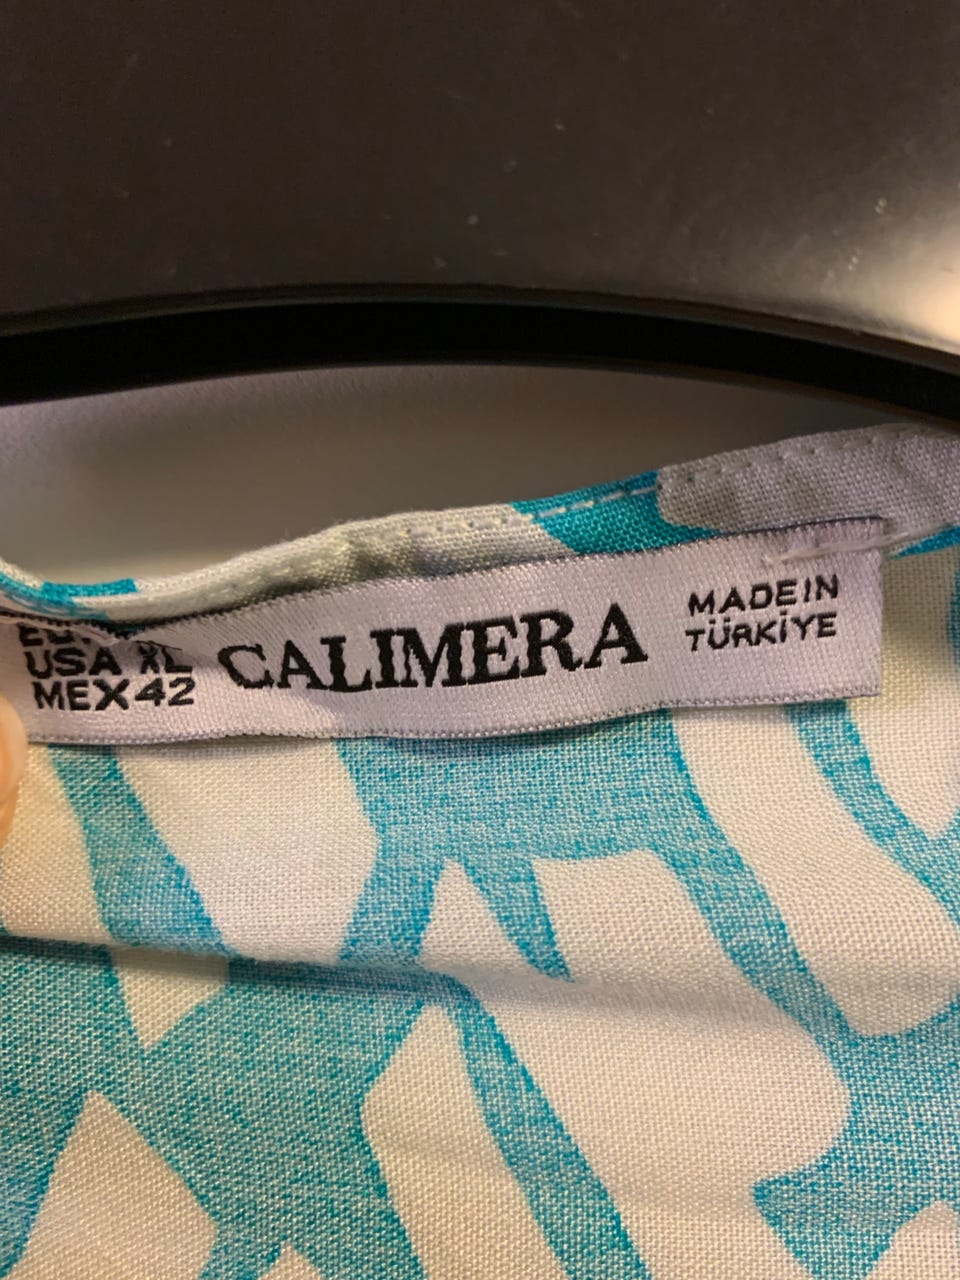 USA XL
MEX 42
CALIMERA
MADE IN
TÜRKİYE